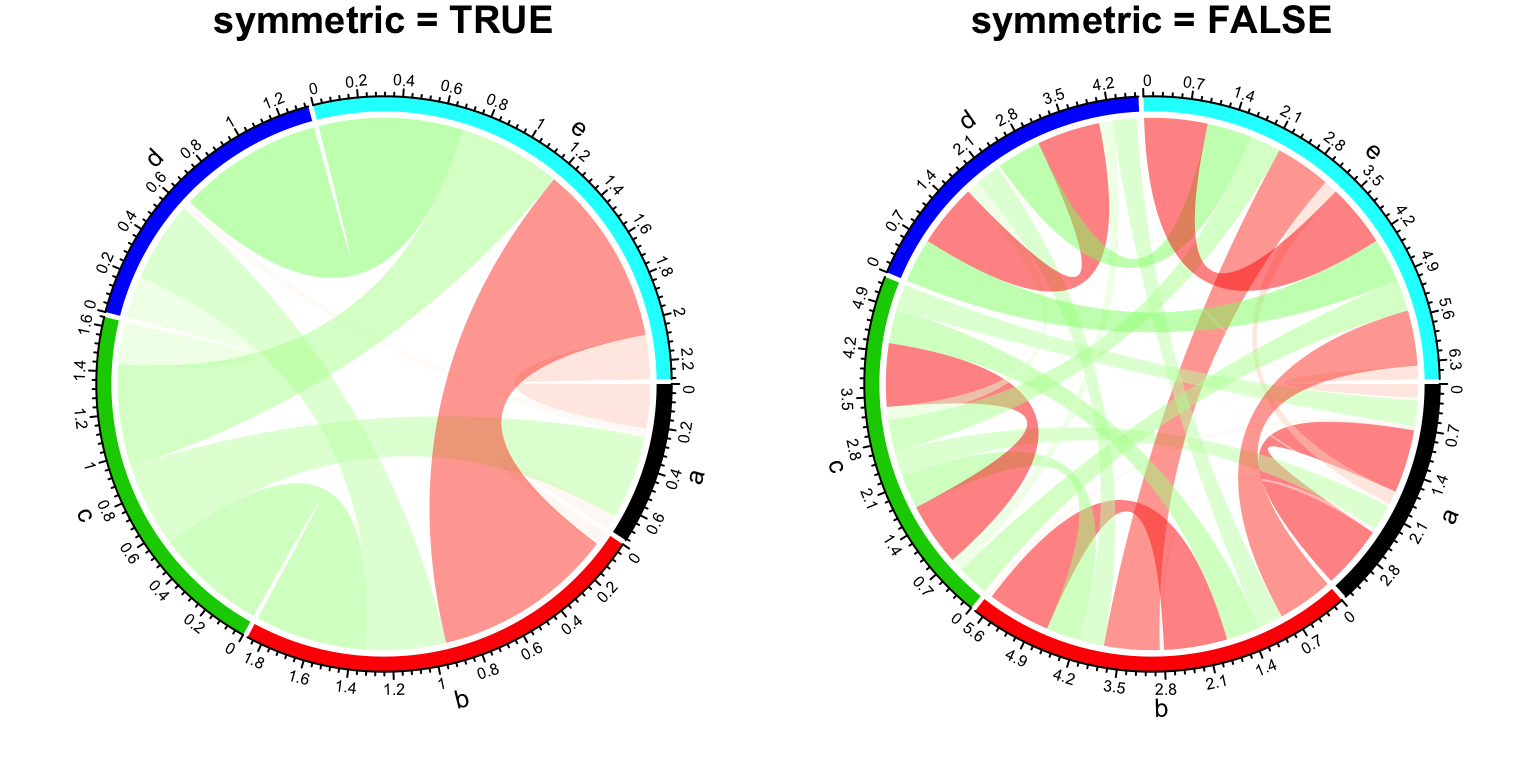 symmetric = TRUE
symmetric = FALSE
0 0.2 0.4 0.6 a
0 0.2 0.4 0.6 0.8 1 1.2 1.4 1.6 1.8 b
0 0.2 0.4 0.6 0.8 1 1.2 1.4 1.6 c
0 0.2 0.4 0.6 0.8 1 1.2 d
0 0.2 0.4 0.6 0.8 1 1.2 1.4 1.6 1.8 2 2.2 e
0 0.7 1.4 2.1 2.8 a
0 0.7 1.4 2.1 2.8 3.5 4.2 4.9 5.6 b
0 0.7 1.4 2.1 2.8 3.5 4.2 4.9 c
0 0.7 1.4 2.1 2.8 3.5 4.2 d
0 0.7 1.4 2.1 2.8 3.5 4.2 4.9 5.6 6.3 e